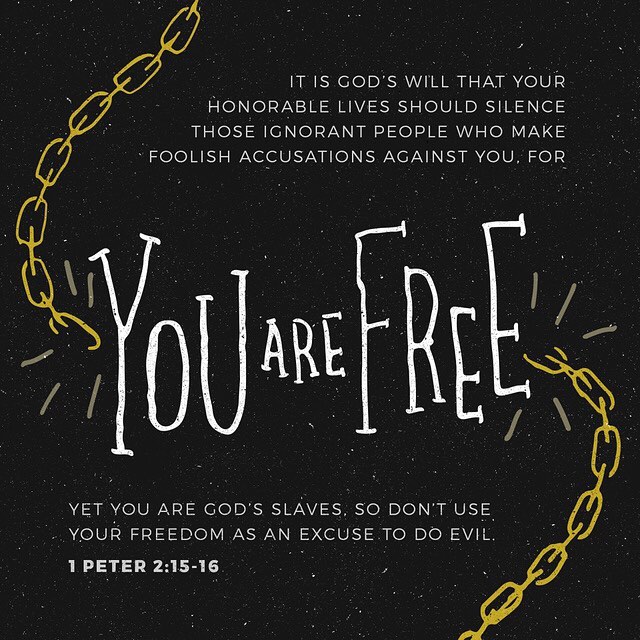 IT IS GOD'S WILL THAT YOUR
HONORABLE LIVES SHOULD SILENCE
THOSE IGNORANT PEOPLE WHO MAKE
FOOLISH ACCUSATIONS AGAINST YOU, FOR
YOU ARE FREE
YET YOU ARE GOD'S SLAVES, SO DON'T USE
YOUR FREEDOM AS AN EXCUSE TO DO EVIL.
1 PETER 2:15-16